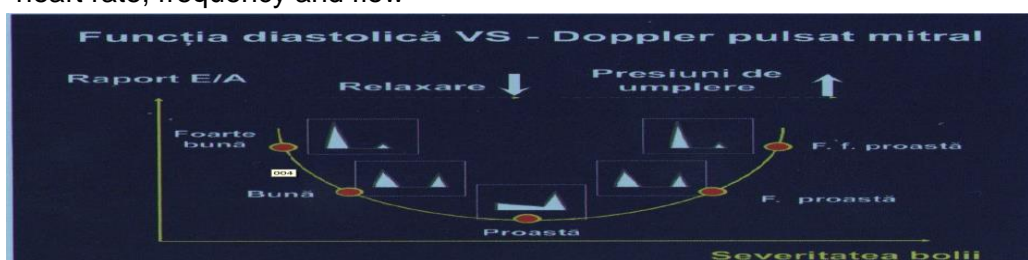 heart rate, frequency and flow
Funcția diastolică VS - Doppler pulsat mitral
Raport E/A
Relaxare
Presiuni de
umplere
Foarte
bună
F. f. proastă
004
Bună
F. proastă
Proastă
Severitatea bolii